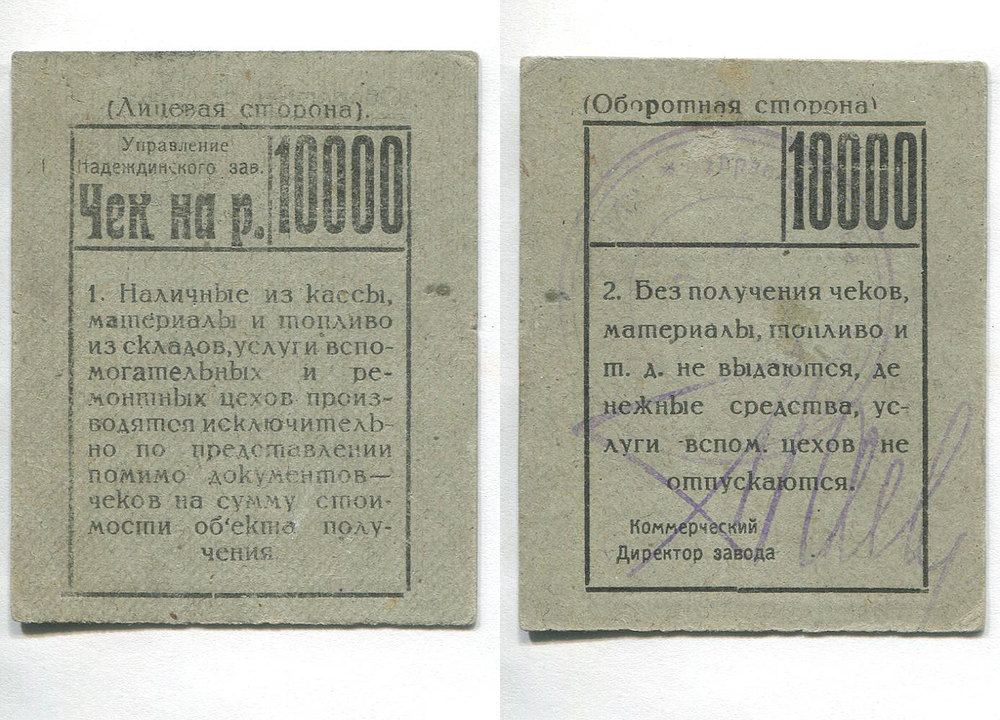 (Лицевая сторона).
Управление
Надеждинского зав.
Чек на р.
10000
1. Наличные из кассы,
материалы и топливо
из складов, услуги вспо-
могательных и ре-
монтных цехов произ-
водятся исключитель-
но по представлении
помимо документов—
чеков на сумму стои-
мости об'екта полу-
чения
(Оборотная сторона)
10000
2. Без получения чеков,
материалы, топливо и
т. д. не выдаются, де
нежные средства, ус-
луги вспом. цехов не
отпускаются.
Коммерческий
Директор завода